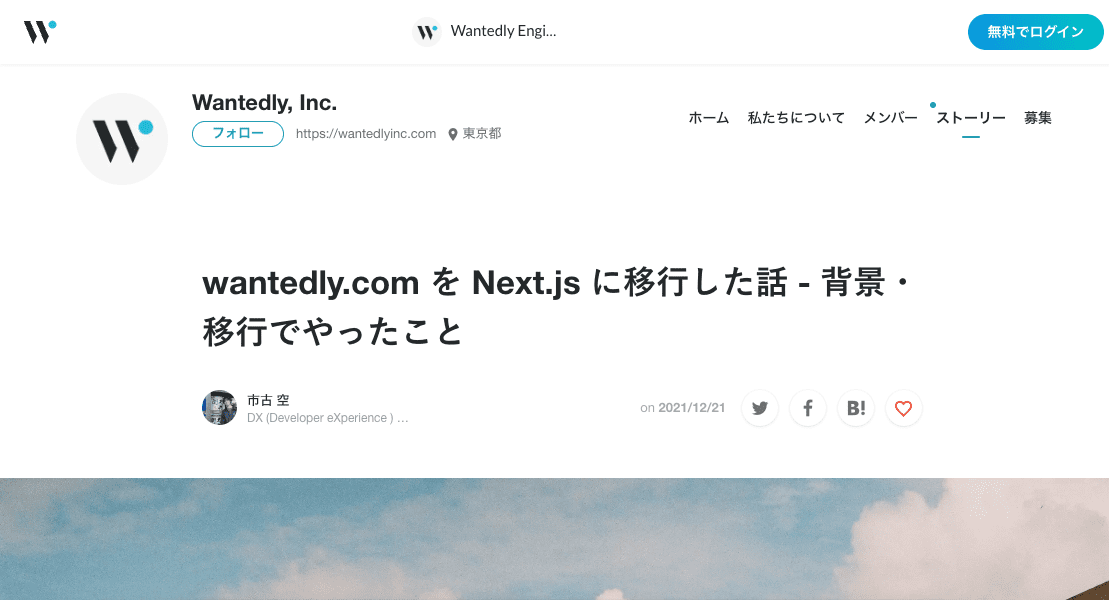 Wantedly Engi...
無料でログイン
Wantedly, Inc.
フォロー
https://wantedlyinc.com
東京都
ホーム
私たちについて
メンバー
ストーリー
募集
wantedly.com を Next.js に移行した話 - 背景・
移行でやったこと
市古 空
DX (Developer eXperience ) ...
on 2021/12/21
B!